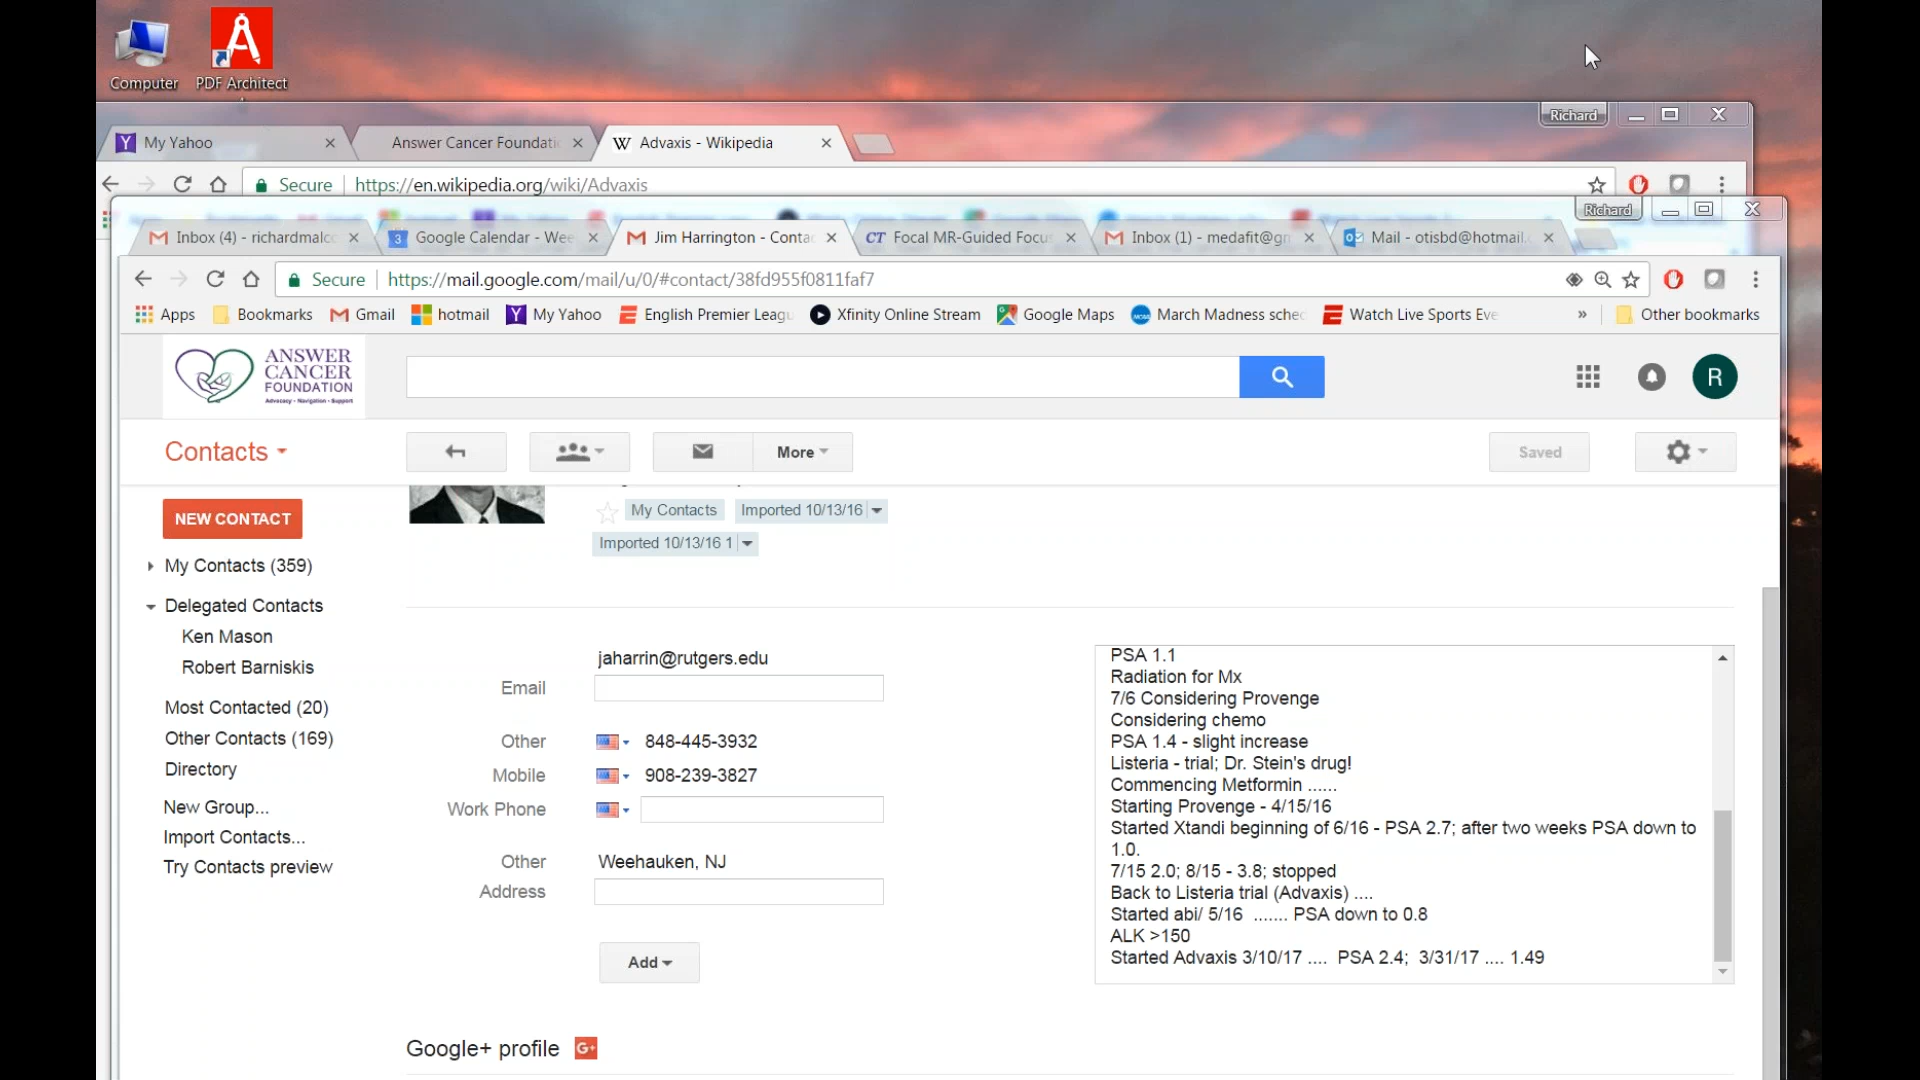 Computer
PDF Architect
Richard
My Yahoo
Answer Cancer Foundati
Advaxis - Wikipedia
Secure
https://en.wikipedia.org/wiki/Advaxis
Richard
Inbox (4) - richardmalco
Google Calendar - Wee
Jim Harrington - Conta
CT Focal MR-Guided Focu
Inbox (1) - medafit@gm
Mail - otisbd@hotmail.
Secure
https://mail.google.com/mail/u/0/#contact/38fd955f0811faf7
Apps
Bookmarks
Gmail
hotmail
My Yahoo
English Premier Leagu
Xfinity Online Stream
Google Maps
March Madness sched
Watch Live Sports Eve
»
Other bookmarks
ANSWER
CANCER
FOUNDATION
Advocacy - Navigation - Support
R
Contacts
More
Saved
NEW CONTACT
My Contacts
Imported 10/13/16
Imported 10/13/16 1
My Contacts (359)
Delegated Contacts
Ken Mason
Robert Barniskis
Most Contacted (20)
Other Contacts (169)
Directory
New Group...
Import Contacts...
Try Contacts preview
jaharrin@rutgers.edu
Email
Other 848-445-3932
Mobile 908-239-3827
Work Phone
Other Weehauken, NJ
Address
Add
PSA 1.1
Radiation for Mx
7/6 Considering Provenge
Considering chemo
PSA 1.4 - slight increase
Listeria - trial; Dr. Stein's drug!
Commencing Metformin ......
Starting Provenge - 4/15/16
Started Xtandi beginning of 6/16 - PSA 2.7; after two weeks PSA down to
1.0.
7/15 2.0; 8/15 - 3.8; stopped
Back to Listeria trial (Advaxis) ....
Started abi/ 5/16 ....... PSA down to 0.8
ALK >150
Started Advaxis 3/10/17 .... PSA 2.4; 3/31/17 .... 1.49
Google+ profile
G+